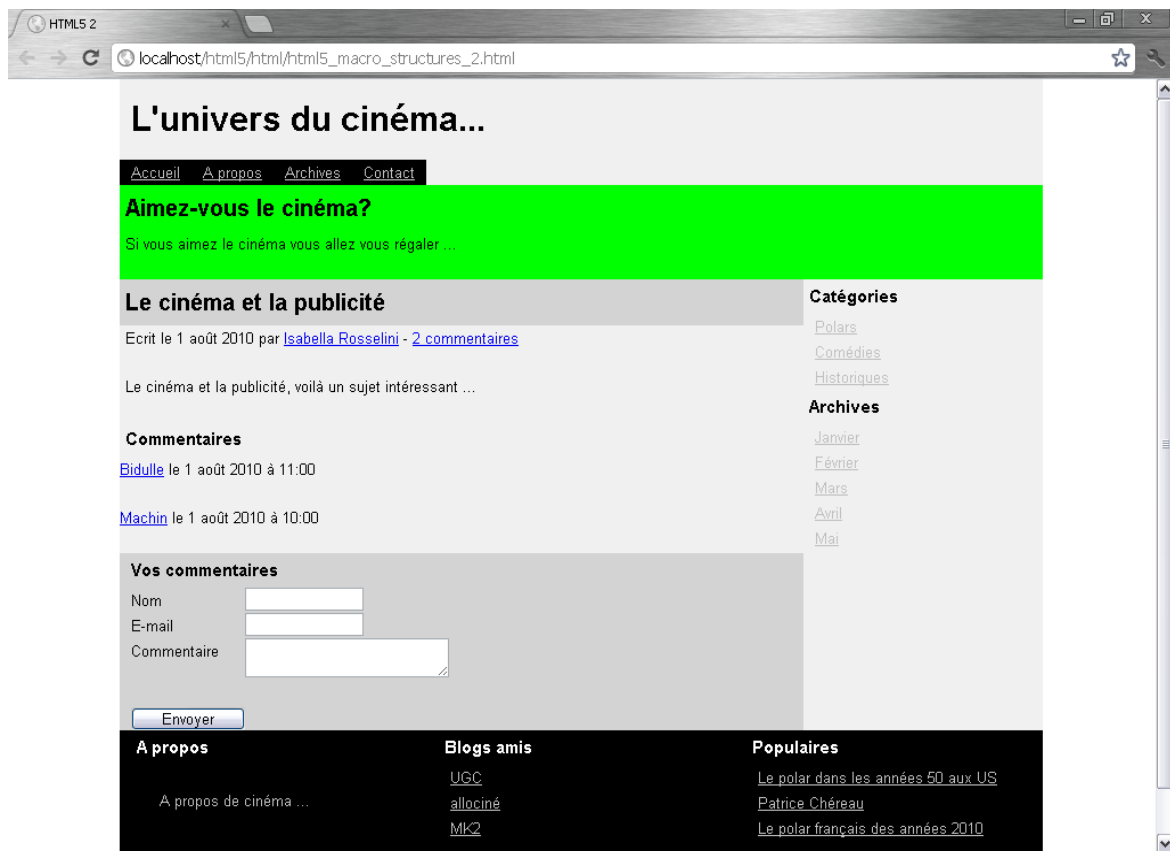 HTML5 2
localhost/html5/html/html5_macro_structures_2.html
L'univers du cinéma...
Accueil A propos Archives Contact
Aimez-vous le cinéma?
Si vous aimez le cinéma vous allez vous régaler ...
Le cinéma et la publicité
Ecrit le 1 août 2010 par Isabella Rosselini - 2 commentaires
Le cinéma et la publicité, voilà un sujet intéressant ...
Commentaires
Bidulle le 1 août 2010 à 11:00
Machin le 1 août 2010 à 10:00
Vos commentaires
Nom
E-mail
Commentaire
Envoyer
Catégories
Polars
Comédies
Historiques
Archives
Janvier
Février
Mars
Avril
Mai
A propos
A propos de cinéma ...
Blogs amis
UGC
allociné
MK2
Populaires
Le polar dans les années 50 aux US
Patrice Chéreau
Le polar français des années 2010